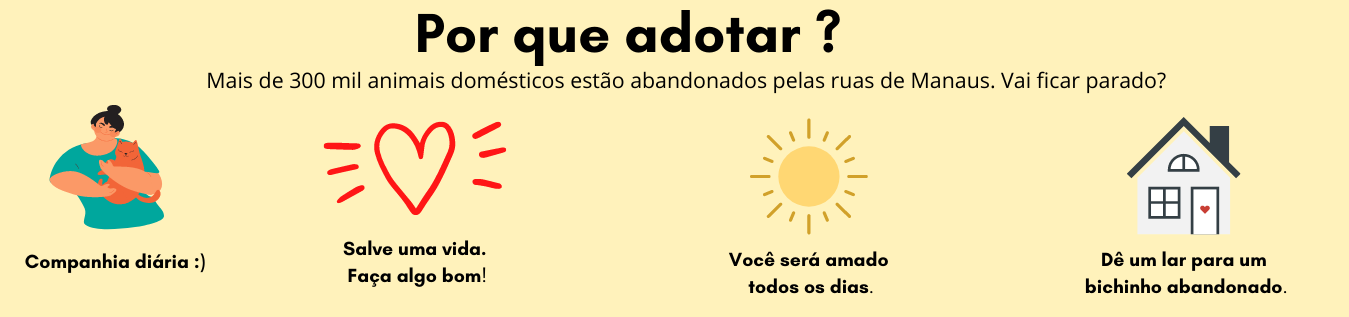 Por que adotar ?
Mais de 300 mil animais domésticos estão abandonados pelas ruas de Manaus. Vai ficar parado?
Companhia diária :)
Salve uma vida.
Faça algo bom!
Você será amado
todos os dias.
Dê um lar para um
bichinho abandonado.